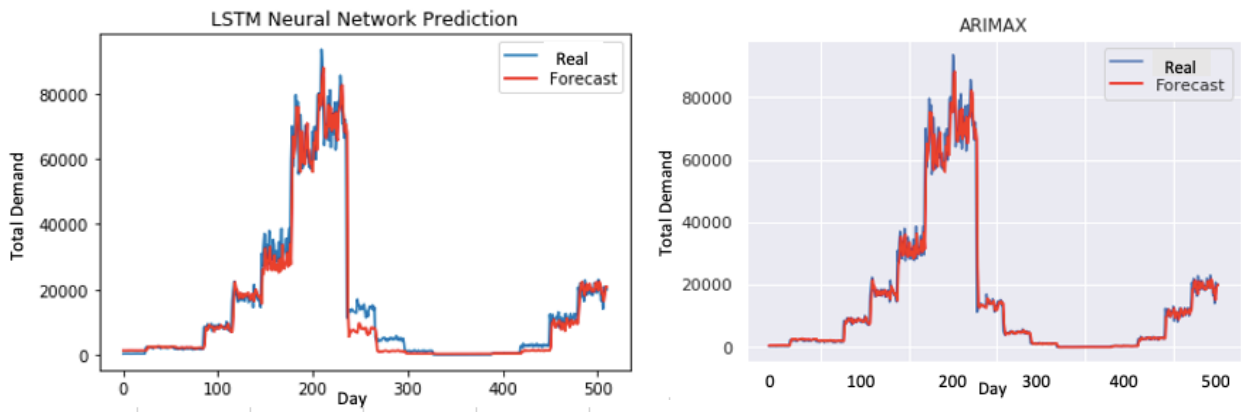 LSTM Neural Network Prediction
Real
Forecast
Total Demand
80000
60000
40000
20000
0
0 100 200 300 400 500
Day
ARIMAX
Real
Forecast
Total Demand
80000
60000
40000
20000
0
0 100 200 300 400 500
Day